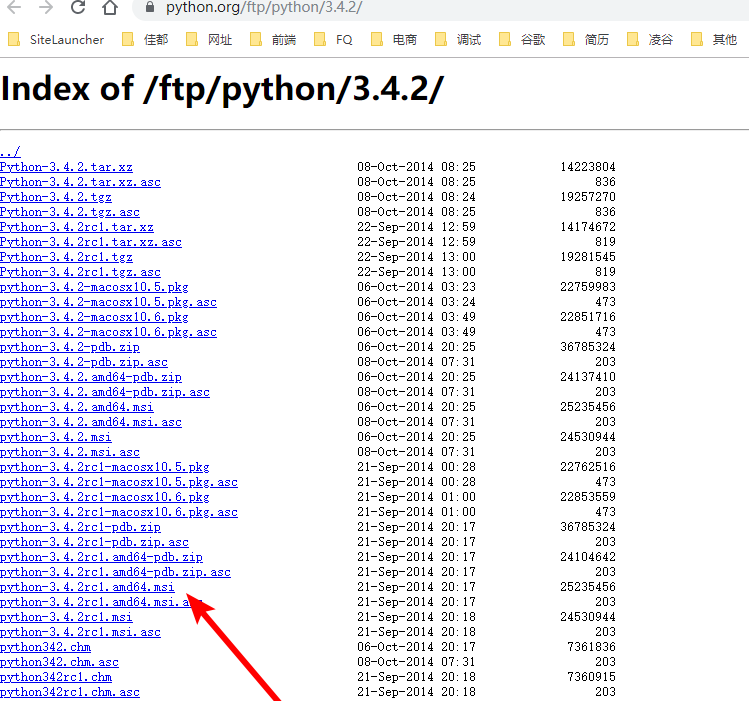 python.org/ftp/python/3.4.2/
SiteLauncher 佳都 网址 前端 FQ 电商 调试 谷歌 简历 凌谷 其他
Index of /ftp/python/3.4.2/
../
Python-3.4.2.tar.xz 08-Oct-2014 08:25 14223804
Python-3.4.2.tar.xz.asc 08-Oct-2014 08:25 836
Python-3.4.2.tgz 08-Oct-2014 08:24 19257270
Python-3.4.2.tgz.asc 08-Oct-2014 08:25 836
Python-3.4.2rc1.tar.xz 22-Sep-2014 12:59 14174672
Python-3.4.2rc1.tar.xz.asc 22-Sep-2014 12:59 819
Python-3.4.2rc1.tgz 22-Sep-2014 13:00 19281545
Python-3.4.2rc1.tgz.asc 22-Sep-2014 13:00 819
python-3.4.2-macosx10.5.pkg 06-Oct-2014 03:23 22759983
python-3.4.2-macosx10.5.pkg.asc 06-Oct-2014 03:24 473
python-3.4.2-macosx10.6.pkg 06-Oct-2014 03:49 22851716
python-3.4.2-macosx10.6.pkg.asc 06-Oct-2014 03:49 473
python-3.4.2-pdb.zip 06-Oct-2014 20:25 36785324
python-3.4.2-pdb.zip.asc 08-Oct-2014 07:31 203
python-3.4.2.amd64-pdb.zip 06-Oct-2014 20:25 24137410
python-3.4.2.amd64-pdb.zip.asc 08-Oct-2014 07:31 203
python-3.4.2.amd64.msi 06-Oct-2014 20:25 25235456
python-3.4.2.amd64.msi.asc 08-Oct-2014 07:31 203
python-3.4.2.msi 06-Oct-2014 20:25 24530944
python-3.4.2.msi.asc 08-Oct-2014 07:31 203
python-3.4.2rc1-macosx10.5.pkg 21-Sep-2014 00:28 22762516
python-3.4.2rc1-macosx10.5.pkg.asc 21-Sep-2014 00:28 473
python-3.4.2rc1-macosx10.6.pkg 21-Sep-2014 01:00 22853559
python-3.4.2rc1-macosx10.6.pkg.asc 21-Sep-2014 01:00 473
python-3.4.2rc1-pdb.zip 21-Sep-2014 20:17 36785324
python-3.4.2rc1-pdb.zip.asc 21-Sep-2014 20:17 203
python-3.4.2rc1.amd64-pdb.zip 21-Sep-2014 20:17 24104642
python-3.4.2rc1.amd64-pdb.zip.asc 21-Sep-2014 20:17 203
python-3.4.2rc1.amd64.msi 21-Sep-2014 20:17 25235456
python-3.4.2rc1.amd64.msi.asc 21-Sep-2014 20:17 203
python-3.4.2rc1.msi 21-Sep-2014 20:18 24530944
python-3.4.2rc1.msi.asc 21-Sep-2014 20:18 203
python342.chm 06-Oct-2014 20:17 7361836
python342.chm.asc 08-Oct-2014 07:31 203
python342rc1.chm 21-Sep-2014 20:18 7360915
python342rc1.chm.asc 21-Sep-2014 20:18 203